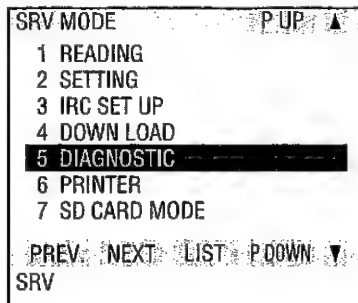 SRV MODE P UP ▲
1 READING
2 SETTING
3 IRC SET UP
4 DOWN LOAD
5 DIAGNOSTIC
6 PRINTER
7 SD CARD MODE
PREV. NEXT LIST P DOWN ▼
SRV